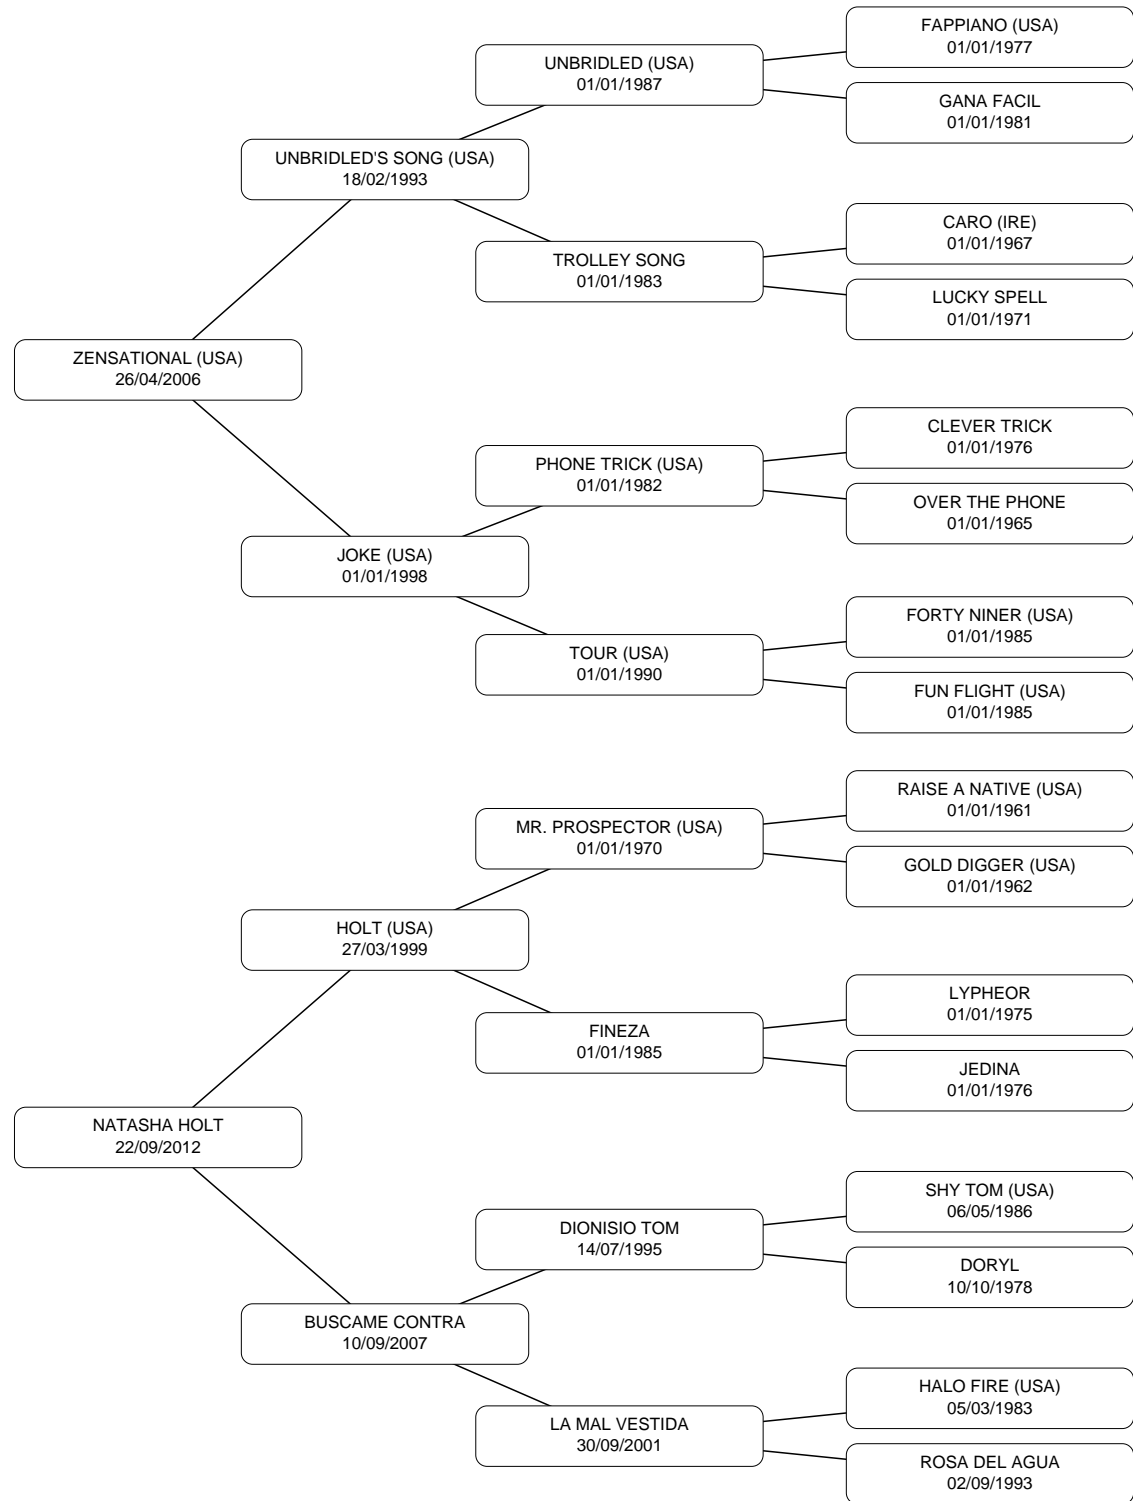 FAPPIANO (USA)
01/01/1977
UNBRIDLED (USA)
01/01/1987
GANA FACIL
01/01/1981
UNBRIDLED'S SONG (USA)
18/02/1993
CARO (IRE)
01/01/1967
TROLLEY SONG
01/01/1983
LUCKY SPELL
01/01/1971
ZENSATIONAL (USA)
26/04/2006
CLEVER TRICK
01/01/1976
PHONE TRICK (USA)
01/01/1982
OVER THE PHONE
01/01/1965
JOKE (USA)
01/01/1998
FORTY NINER (USA)
01/01/1985
TOUR (USA)
01/01/1990
FUN FLIGHT (USA)
01/01/1985
RAISE A NATIVE (USA)
01/01/1961
MR. PROSPECTOR (USA)
01/01/1970
GOLD DIGGER (USA)
01/01/1962
HOLT (USA)
27/03/1999
LYPHEOR
01/01/1975
FINEZA
01/01/1985
JEDINA
01/01/1976
NATASHA HOLT
22/09/2012
SHY TOM (USA)
06/05/1986
DIONISIO TOM
14/07/1995
DORYL
10/10/1978
BUSCAME CONTRA
10/09/2007
HALO FIRE (USA)
05/03/1983
LA MAL VESTIDA
30/09/2001
ROSA DEL AGUA
02/09/1993